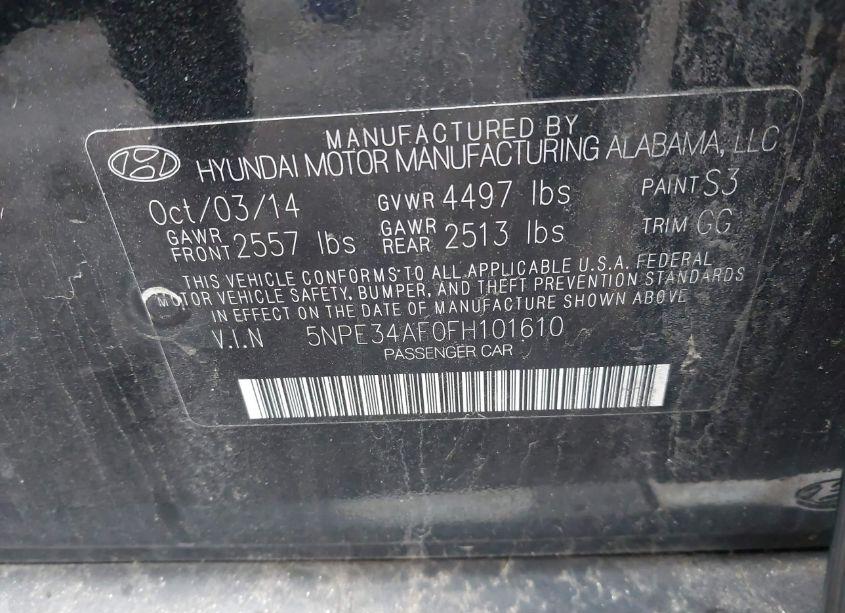 MANUFACTURED BY
HYUNDAI MOTOR MANUFACTURING ALABAMA, LLC
Oct/03/14 GVWR 4497 lbs PAINT S3
GAWR FRONT 2557 lbs GAWR REAR 2513 lbs TRIM GG
THIS VEHICLE CONFORMS TO ALL APPLICABLE U.S.A. FEDERAL
MOTOR VEHICLE SAFETY, BUMPER, AND THEFT PREVENTION STANDARDS
IN EFFECT ON THE DATE OF MANUFACTURE SHOWN ABOVE
V.I.N 5NPE34AF0FH101610
PASSENGER CAR